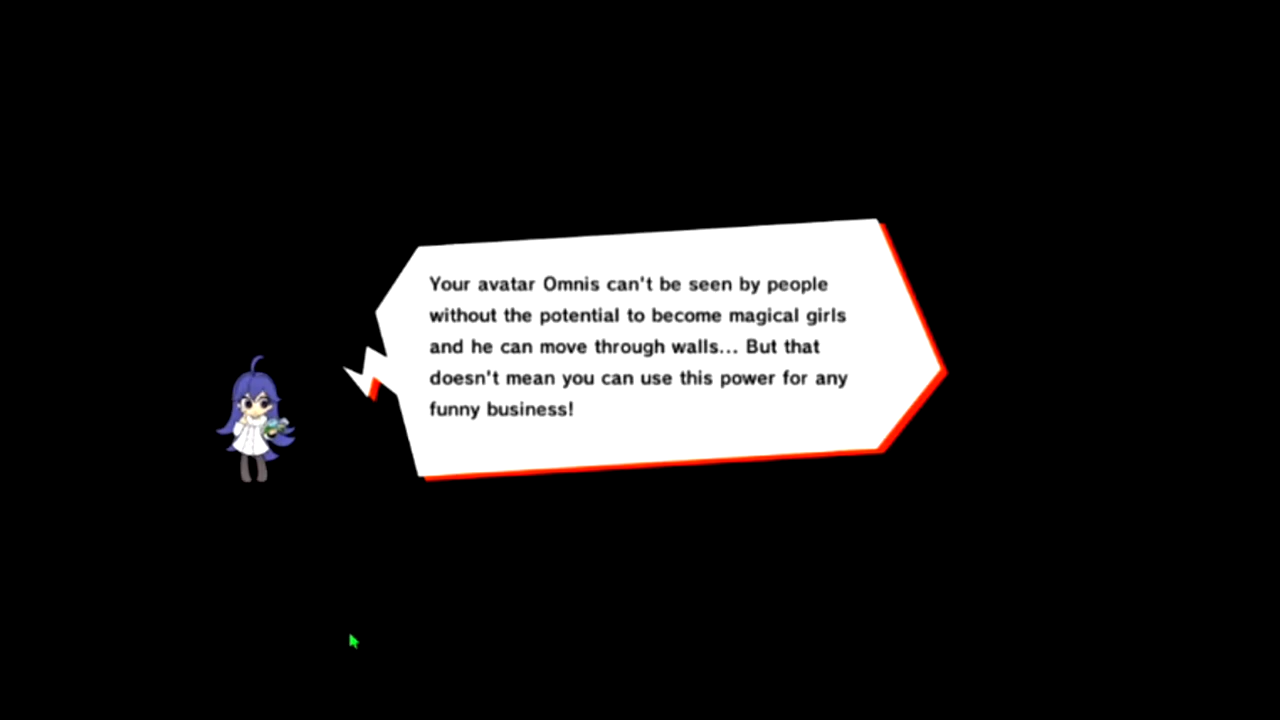 Your avatar Omnis can't be seen by people
without the potential to become magical girls
and he can move through walls... But that
doesn't mean you can use this power for any
funny business!